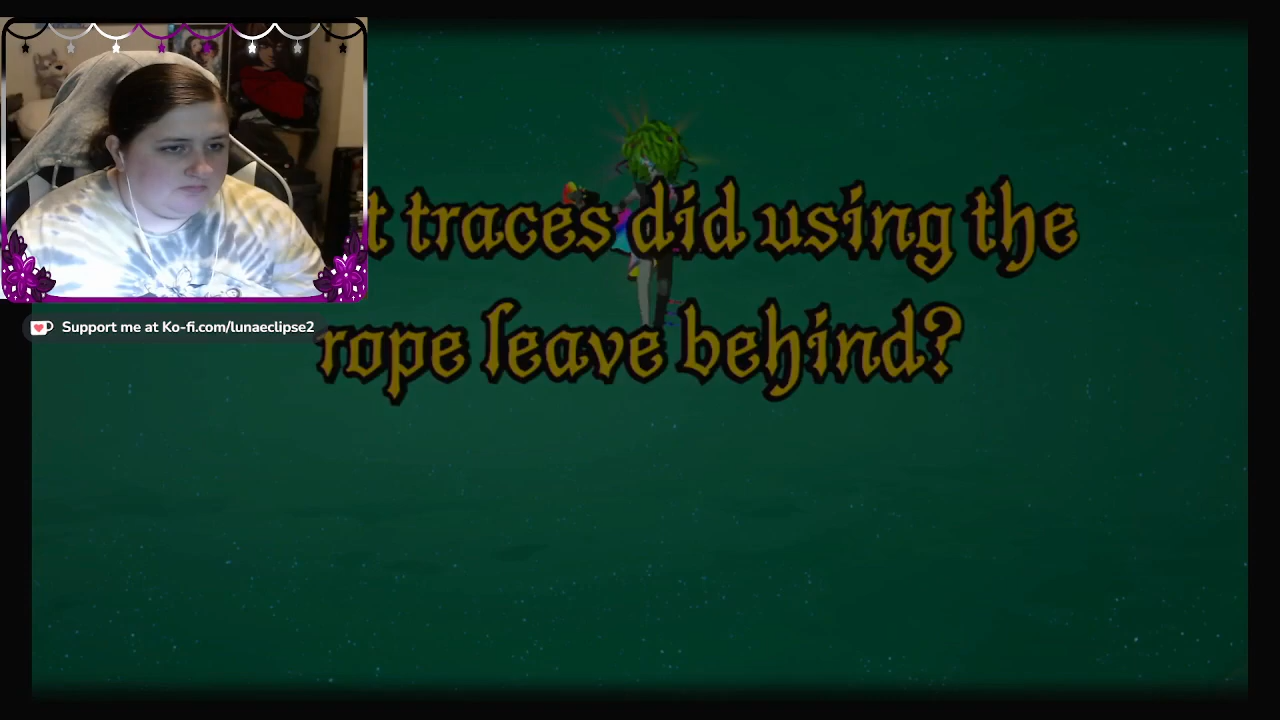 traces did using the
Support me at Ko-fi.com/lunaeclipse2
rope leave behind?